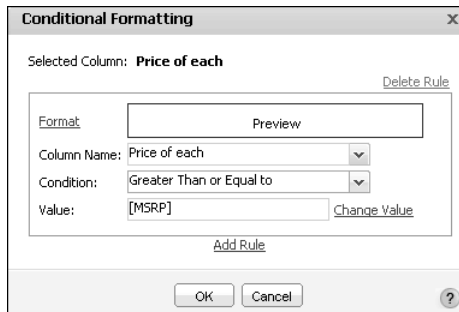 Conditional Formatting x
Selected Column: Price of each
Delete Rule
Format Preview
Column Name: Price of each
Condition: Greater Than or Equal to
Value: [MSRP] Change Value
Add Rule
OK Cancel ?